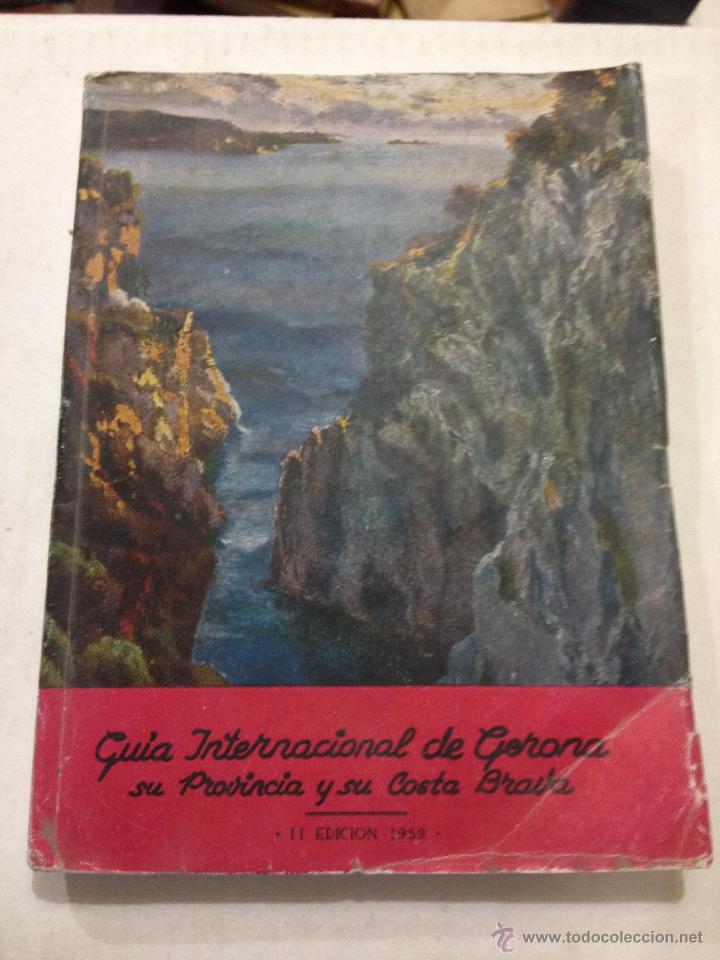 Guia Internacional de Gerona
su Provincia y su Costa Brava
· II EDICION 1959 ·
© www.todocoleccion.net